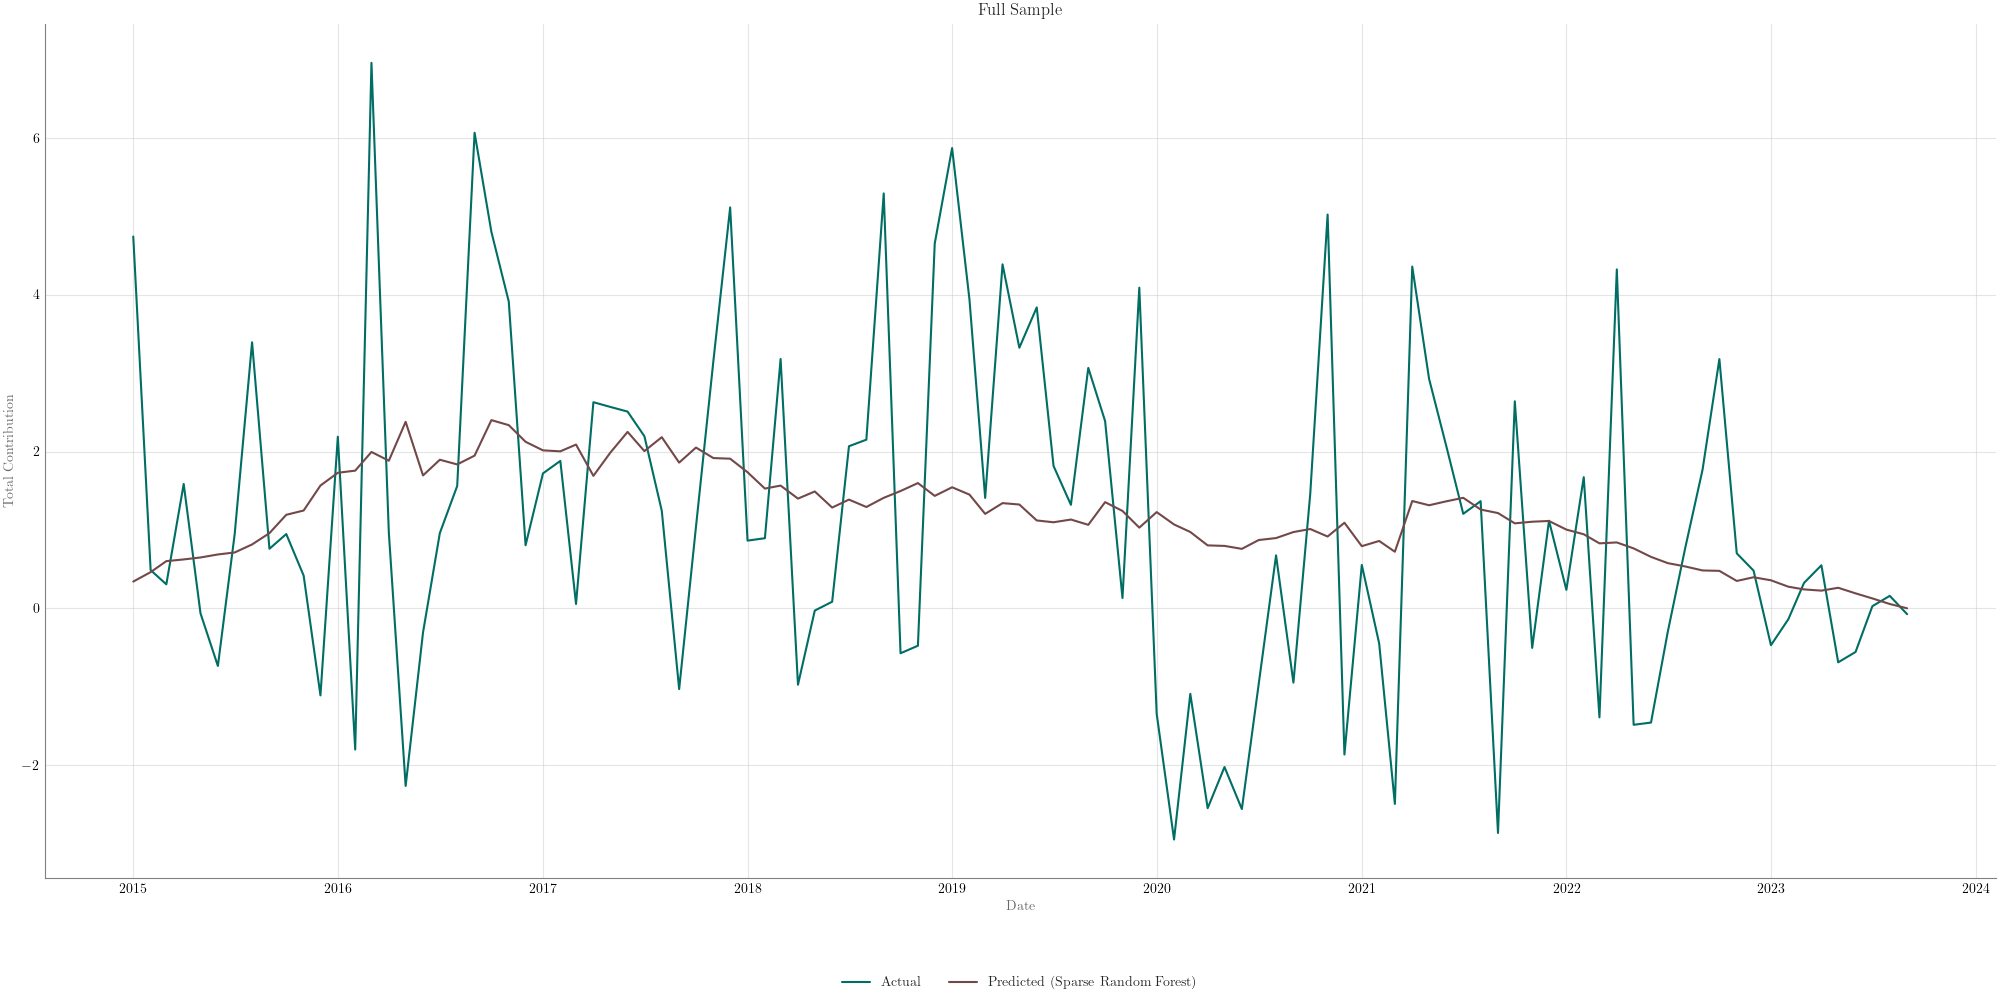 Full Sample
Total Contribution
6
4
2
0
−2
2015 2016 2017 2018 2019 2020 2021 2022 2023 2024
Date
Actual Predicted (Sparse Random Forest)